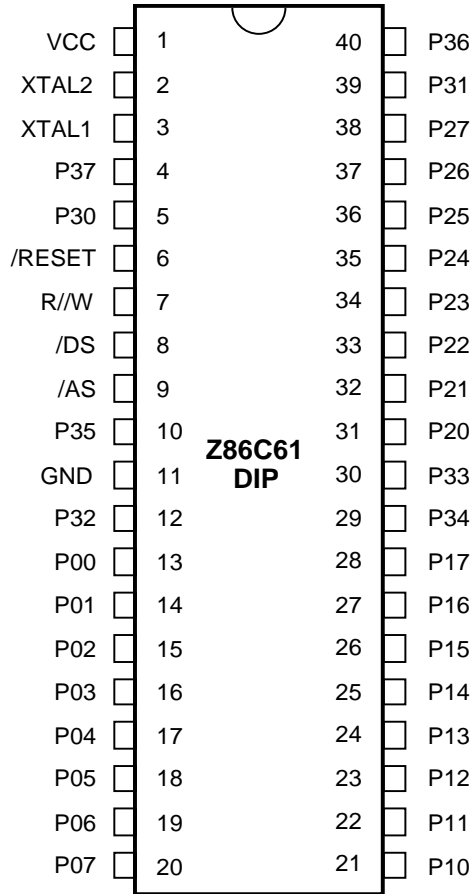 VCC 1 40 P36
XTAL2 2 39 P31
XTAL1 3 38 P27
P37 4 37 P26
P30 5 36 P25
/RESET 6 35 P24
R//W 7 34 P23
/DS 8 33 P22
/AS 9 32 P21
P35 10 31 P20
Z86C61
DIP
GND 11 30 P33
P32 12 29 P34
P00 13 28 P17
P01 14 27 P16
P02 15 26 P15
P03 16 25 P14
P04 17 24 P13
P05 18 23 P12
P06 19 22 P11
P07 20 21 P10